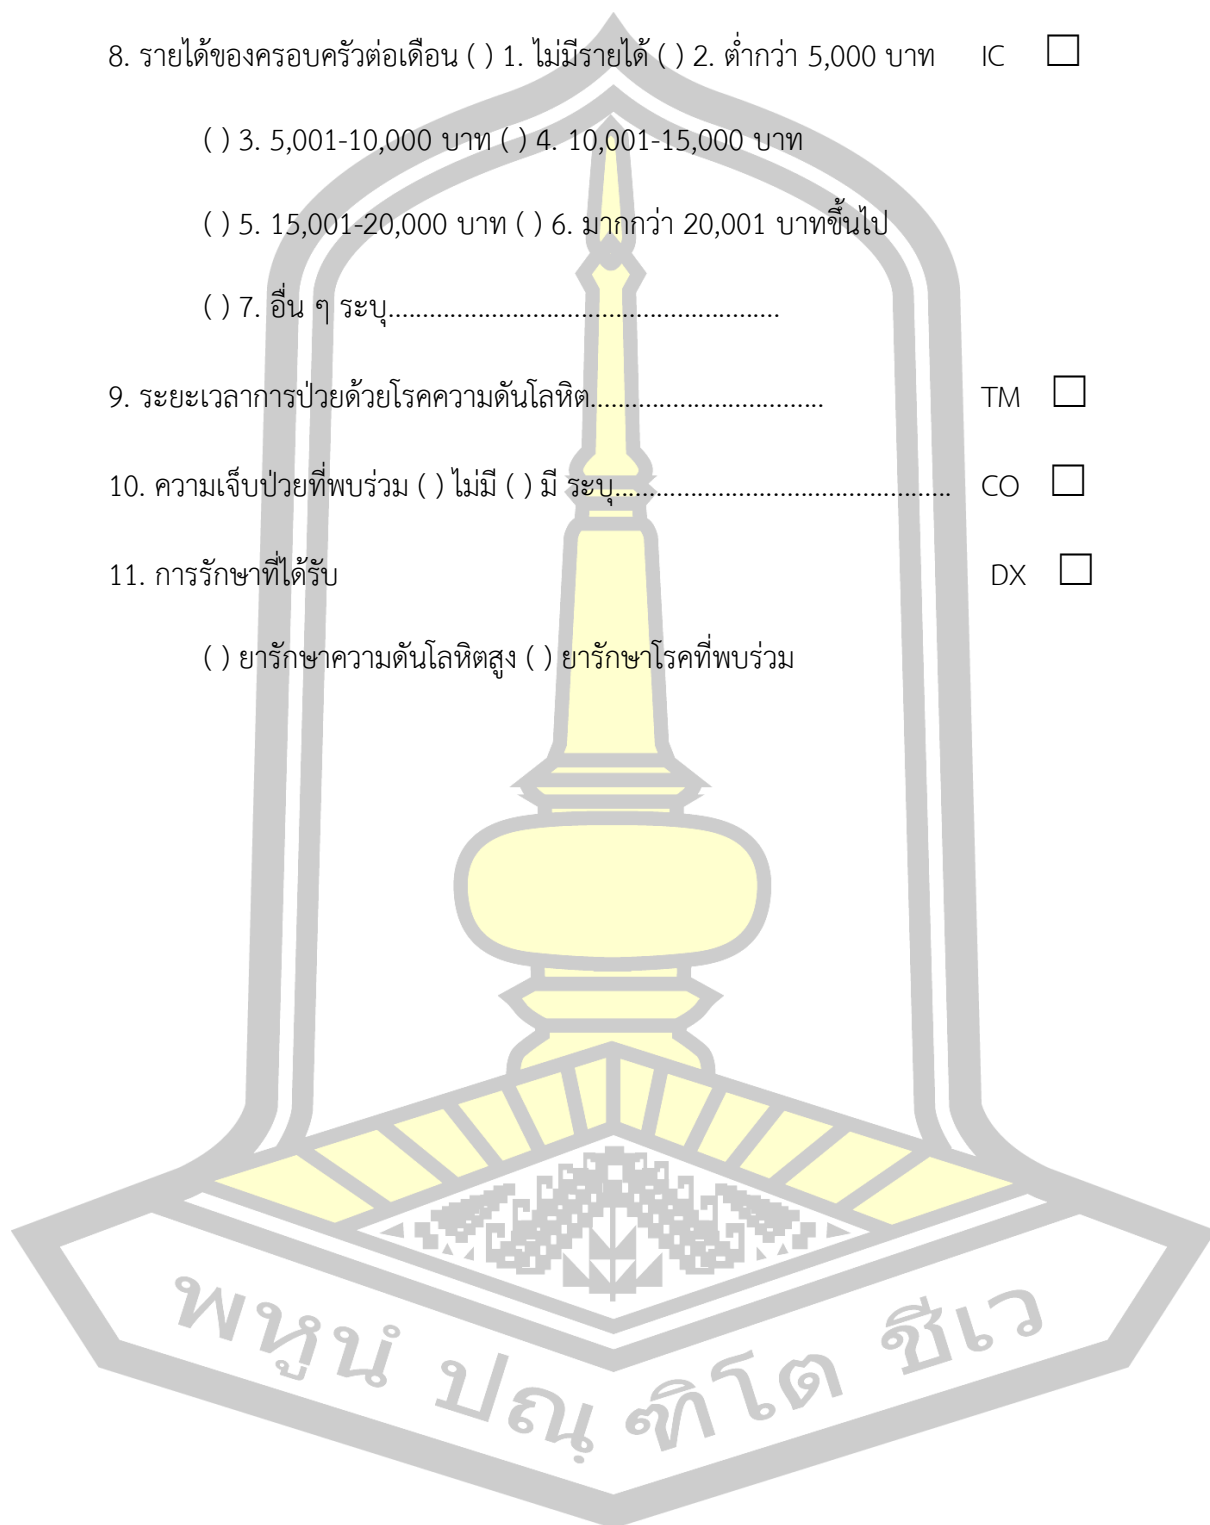 8. รายได้ของครอบครัวต่อเดือน ( ) 1. ไม่มีรายได้ ( ) 2. ต่ำกว่า 5,000 บาท IC □
( ) 3. 5,001-10,000 บาท ( ) 4. 10,001-15,000 บาท
( ) 5. 15,001-20,000 บาท ( ) 6. มากกว่า 20,001 บาทขึ้นไป
( ) 7. อื่น ๆ ระบุ.........................................................
9. ระยะเวลาการป่วยด้วยโรคความดันโลหิต.................................. TM □
10. ความเจ็บป่วยที่พบร่วม ( ) ไม่มี ( ) มี ระบุ................................................. CO □
11. การรักษาที่ได้รับ DX □
( ) ยารักษาความดันโลหิตสูง ( ) ยารักษาโรคที่พบร่วม
พหูนํ ปณฺฑิโต ชีเว